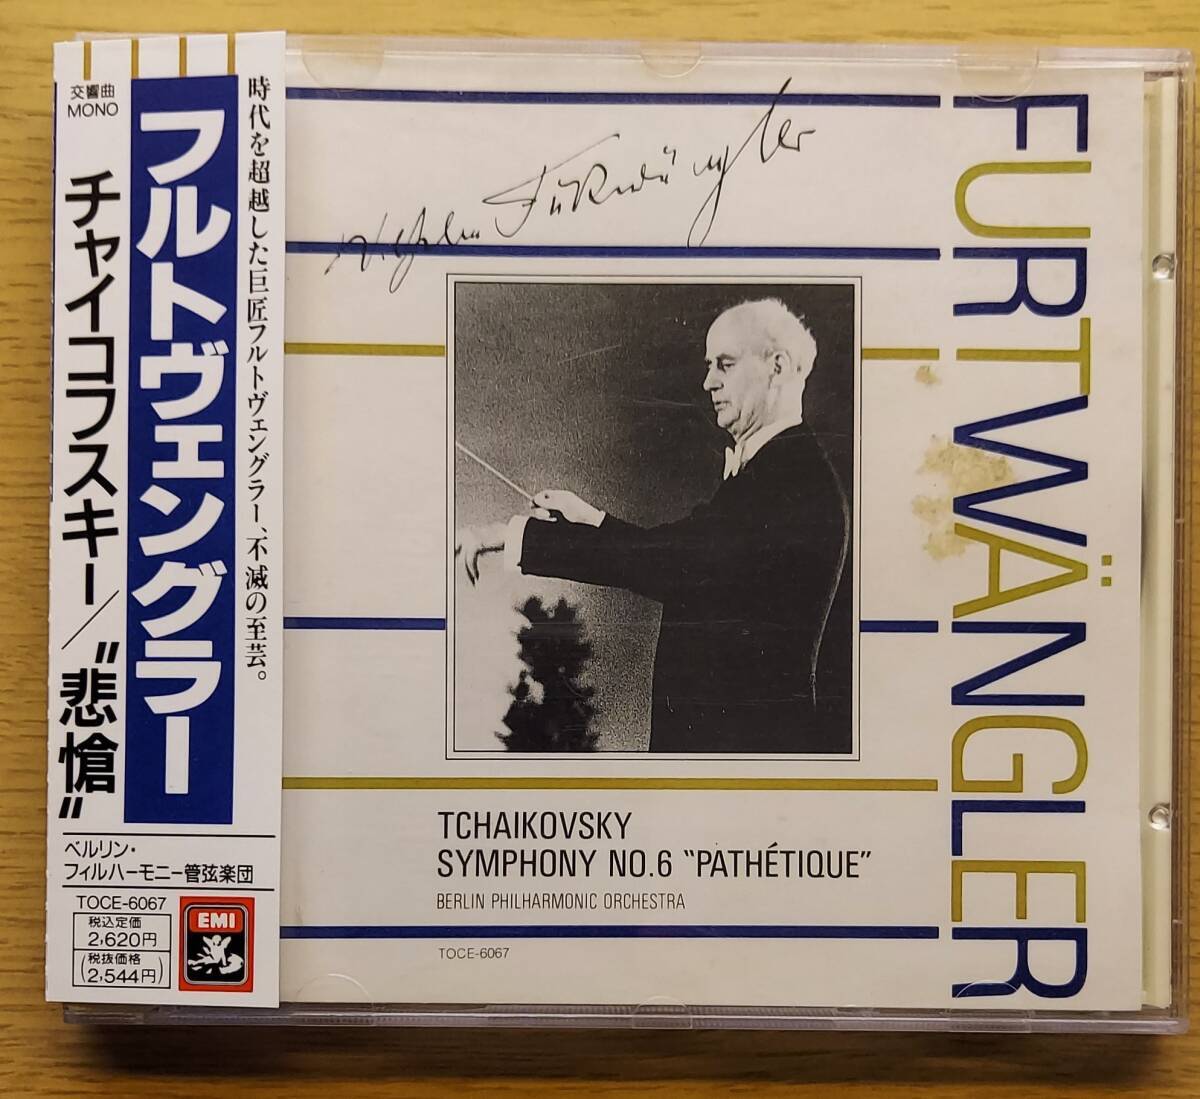 交響曲
MONO
フルトヴェングラー
チャイコフスキー/“悲愴”
時代を超越した巨匠フルトヴェングラー、不滅の至芸。
ベルリン・
フィルハーモニー管弦楽団
TOCE-6067
税込定価
2,620円
(税抜価格
2,544円)
EMI
Wilhelm Furtwängler
FURTWÄNGLER
TCHAIKOVSKY
SYMPHONY NO.6 “PATHÉTIQUE”
BERLIN PHILHARMONIC ORCHESTRA
TOCE-6067